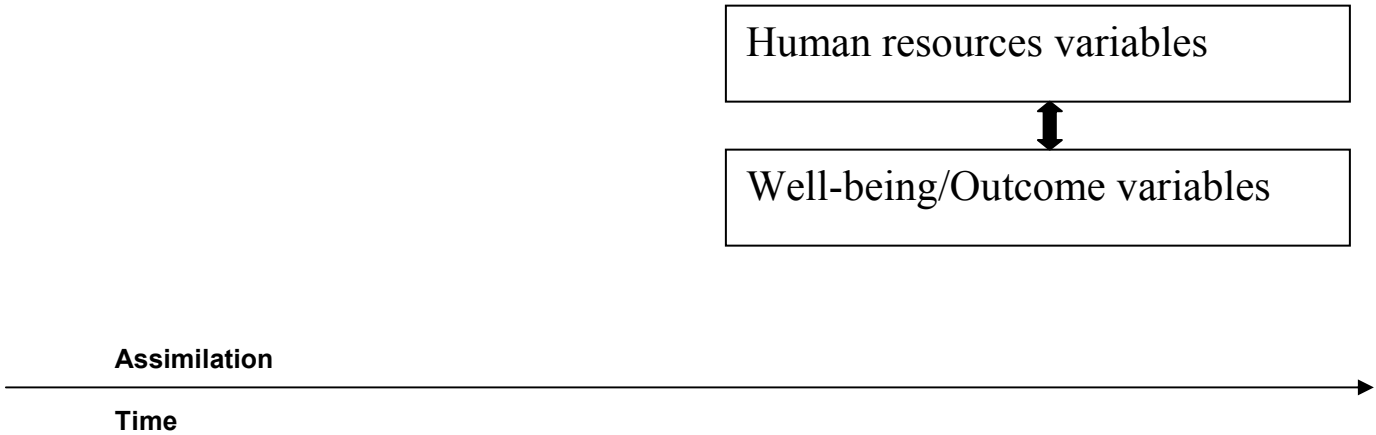 Human resources variables
Well-being/Outcome variables
Assimilation
Time